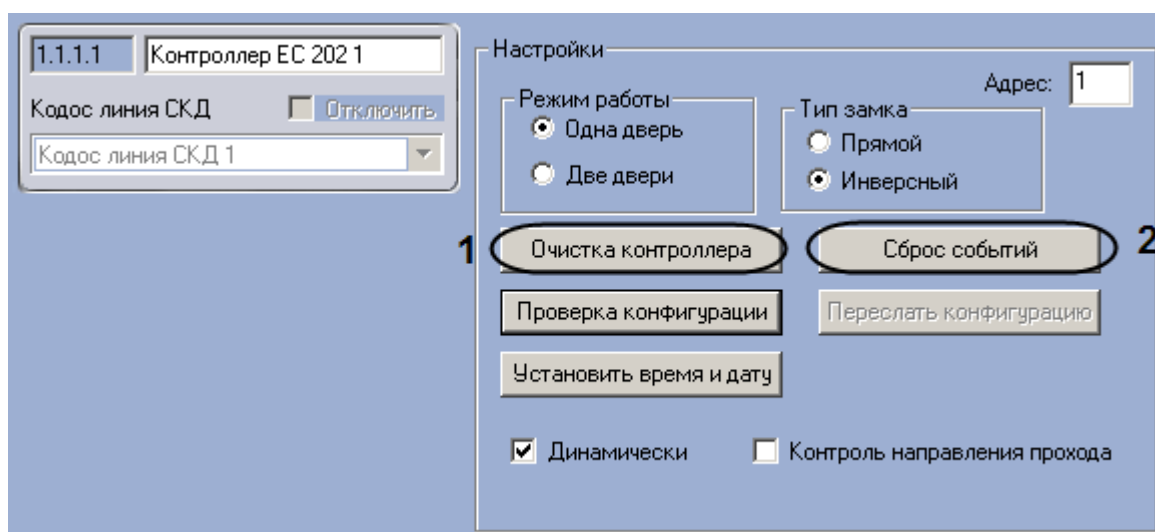 1.1.1.1 Контроллер ЕС 202 1
Кодос линия СКД Отключить
Кодос линия СКД 1
Настройки
Адрес: 1
Режим работы
Одна дверь
Две двери
Тип замка
Прямой
Инверсный
1 Очистка контроллера Сброс событий 2
Проверка конфигурации Переслать конфигурацию
Установить время и дату
Динамически Контроль направления прохода